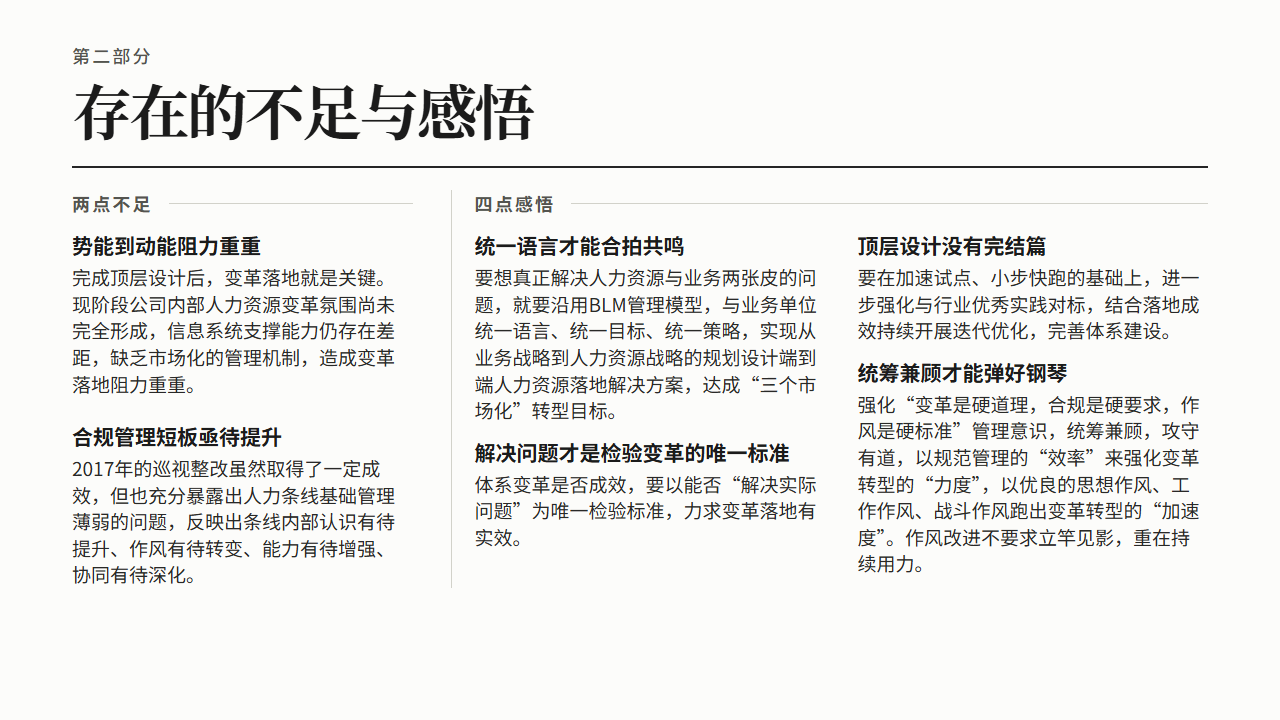 第二部分
存在的不足与感悟
两点不足
势能到动能阻力重重
完成顶层设计后，变革落地就是关键。
现阶段公司内部人力资源变革氛围尚未
完全形成，信息系统支撑能力仍存在差
距，缺乏市场化的管理机制，造成变革
落地阻力重重。
合规管理短板亟待提升
2017年的巡视整改虽然取得了一定成
效，但也充分暴露出人力条线基础管理
薄弱的问题，反映出条线内部认识有待
提升、作风有待转变、能力有待增强、
协同有待深化。
四点感悟
统一语言才能合拍共鸣
要想真正解决人力资源与业务两张皮的问
题，就要沿用BLM管理模型，与业务单位
统一语言、统一目标、统一策略，实现从
业务战略到人力资源战略的规划设计端到
端人力资源落地解决方案，达成“三个市
场化”转型目标。
解决问题才是检验变革的唯一标准
体系变革是否成效，要以能否“解决实际
问题”为唯一检验标准，力求变革落地有
实效。
顶层设计没有完结篇
要在加速试点、小步快跑的基础上，进一
步强化与行业优秀实践对标，结合落地成
效持续开展迭代优化，完善体系建设。
统筹兼顾才能弹好钢琴
强化“变革是硬道理，合规是硬要求，作
风是硬标准”管理意识，统筹兼顾，攻守
有道，以规范管理的“效率”来强化变革
转型的“力度”，以优良的思想作风、工
作作风、战斗作风跑出变革转型的“加速
度”。作风改进不要求立竿见影，重在持
续用力。